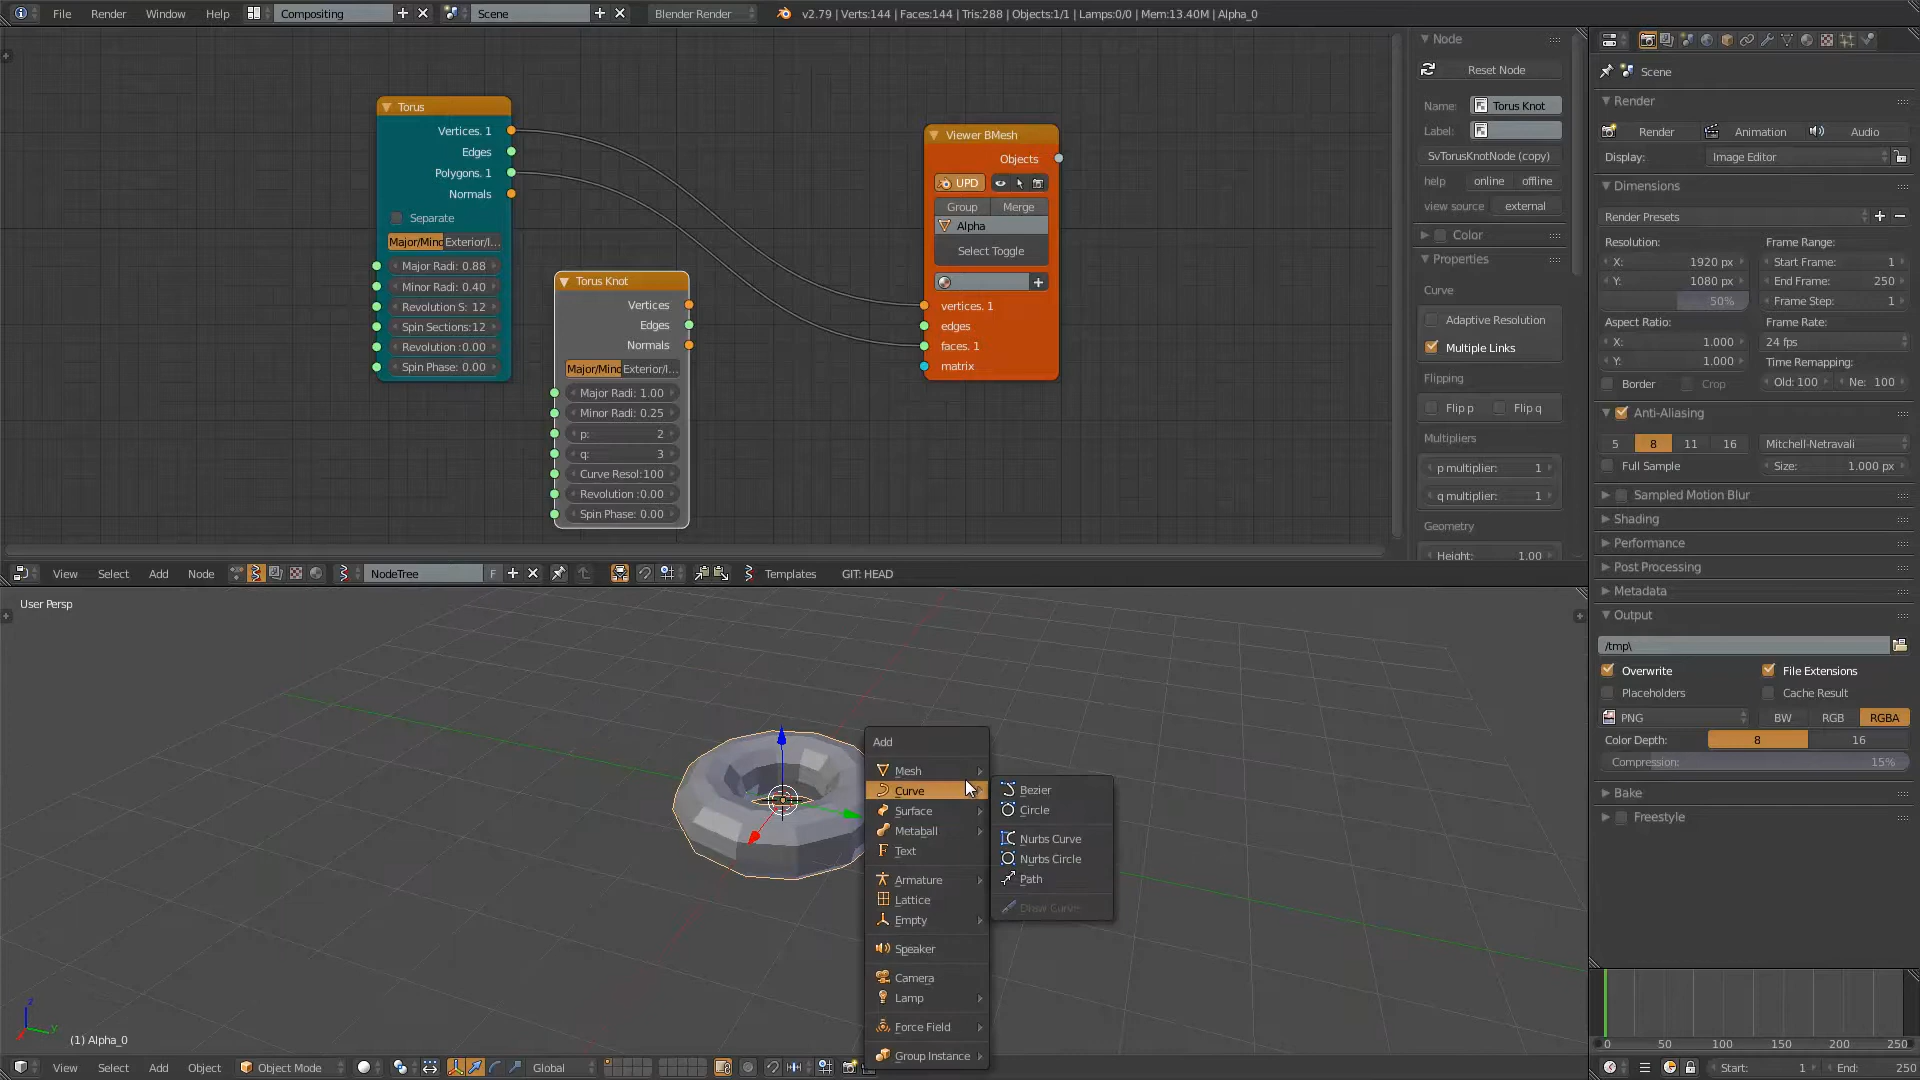 File
Render
Window
Help
Compositing
Scene
Blender Render
v2.79 | Verts:144 | Faces:144 | Tris:288 | Objects:1/1 | Lamps:0/0 | Mem:13.40M | Alpha_0
Torus
Vertices. 1
Edges
Polygons. 1
Normals
Separate
Major/Minc Exterior/I...
Major Radi: 0.88
Minor Radi: 0.40
Revolution S: 12
Spin Sections:12
Revolution :0.00
Spin Phase: 0.00
Torus Knot
Vertices
Edges
Normals
Major/Minc Exterior/I...
Major Radi: 1.00
Minor Radi: 0.25
p: 2
q: 3
Curve Resol:100
Revolution :0.00
Spin Phase: 0.00
Viewer BMesh
Objects
UPD
Group Merge
Alpha
Select Toggle
vertices. 1
edges
faces. 1
matrix
Node
Reset Node
Name: Torus Knot
Label:
SvTorusKnotNode (copy)
help online offline
view source external
Color
Properties
Curve
Adaptive Resolution
Multiple Links
Flipping
Flip p Flip q
Multipliers
p multiplier: 1
q multiplier: 1
Geometry
Height: 1.00
View
Select
Add
Node
NodeTree
F
Templates
GIT: HEAD
User Persp
Add
Mesh
Curve
Surface
Metaball
Text
Armature
Lattice
Empty
Speaker
Camera
Lamp
Force Field
Group Instance
Bezier
Circle
Nurbs Curve
Nurbs Circle
Path
Draw Curve
z
y
(1) Alpha_0
View
Select
Add
Object
Object Mode
Global
Scene
Render
Render Animation Audio
Display: Image Editor
Dimensions
Render Presets
Resolution: Frame Range:
X: 1920 px Start Frame: 1
Y: 1080 px End Frame: 250
50% Frame Step: 1
Aspect Ratio: Frame Rate:
X: 1.000 24 fps
Y: 1.000 Time Remapping:
Border Crop Old: 100 Ne: 100
Anti-Aliasing
5 8 11 16 Mitchell-Netravali
Full Sample Size: 1.000 px
Sampled Motion Blur
Shading
Performance
Post Processing
Metadata
Output
/tmp\
Overwrite File Extensions
Placeholders Cache Result
PNG BW RGB RGBA
Color Depth: 8 16
Compression: 15%
Bake
Freestyle
0 50 100 150 200 250
Start: 1 End: 250